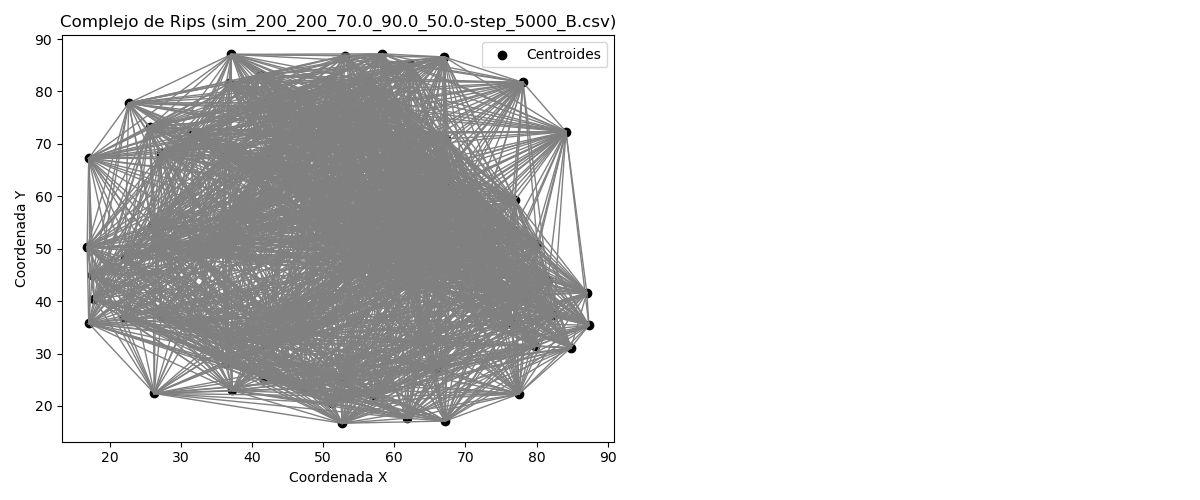 Complejo de Rips (sim_200_200_70.0_90.0_50.0-step_5000_B.csv)
90
80
70
60
50
40
30
20
Coordenada Y
Centroides
20 30 40 50 60 70 80 90
Coordenada X